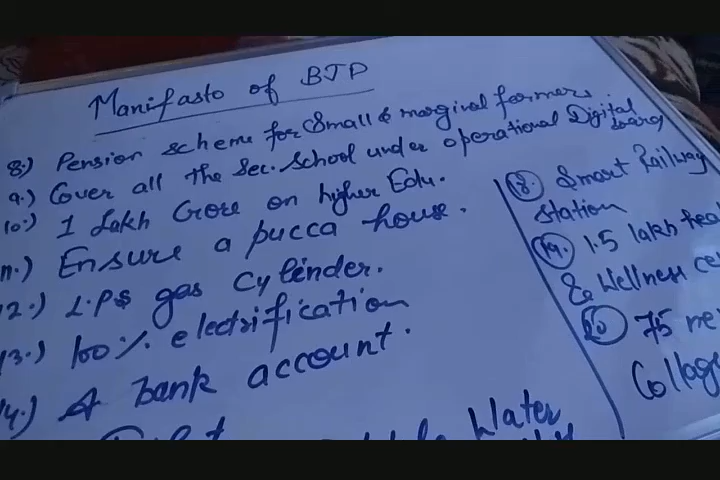 Manifasto of BJP
8.) Pension scheme for Small & marginal formers.
9.) Cover all the Sec. School under operational Digital
board
10.) 1 Lakh Crore on higher Edu.
11.) Ensure a pucca house.
12.) L.P.G gas Cylinder.
13.) 100% electrification
14.) A bank account.
Water
18. Smart Railway
Station
19. 1.5 lakh
& Wellness
20 75